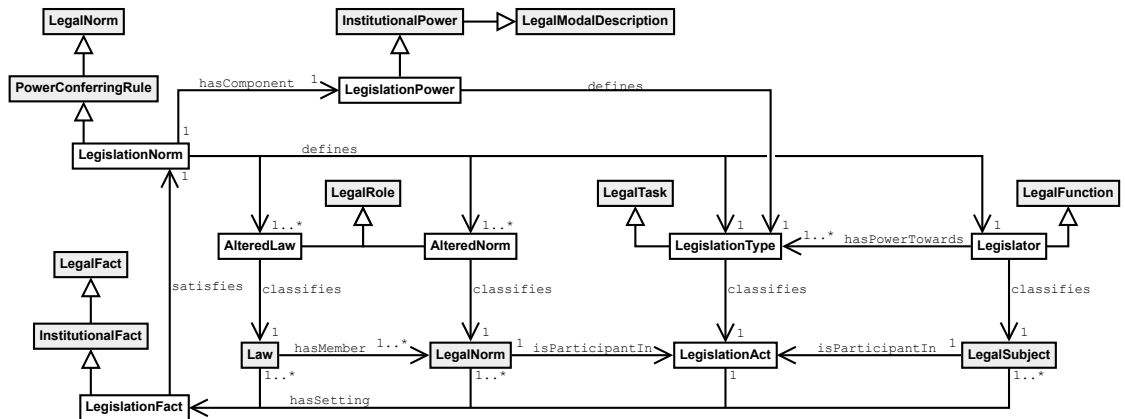 LegalNorm
InstitutionalPower
LegalModalDescription
PowerConferringRule
hasComponent
1
LegislationPower
defines
1
LegislationNorm
defines
1
LegalRole
LegalTask
LegalFunction
1..*
1..*
1
1
1
AlteredLaw
AlteredNorm
LegislationType
1..*
hasPowerTowards
Legislator
LegalFact
satisfies
classifies
classifies
classifies
classifies
InstitutionalFact
1
1
1
1
Law
hasMember
1..*
LegalNorm
1
isParticipantIn
LegislationAct
isParticipantIn
1
LegalSubject
1..*
1..*
1
1..*
LegislationFact
hasSetting